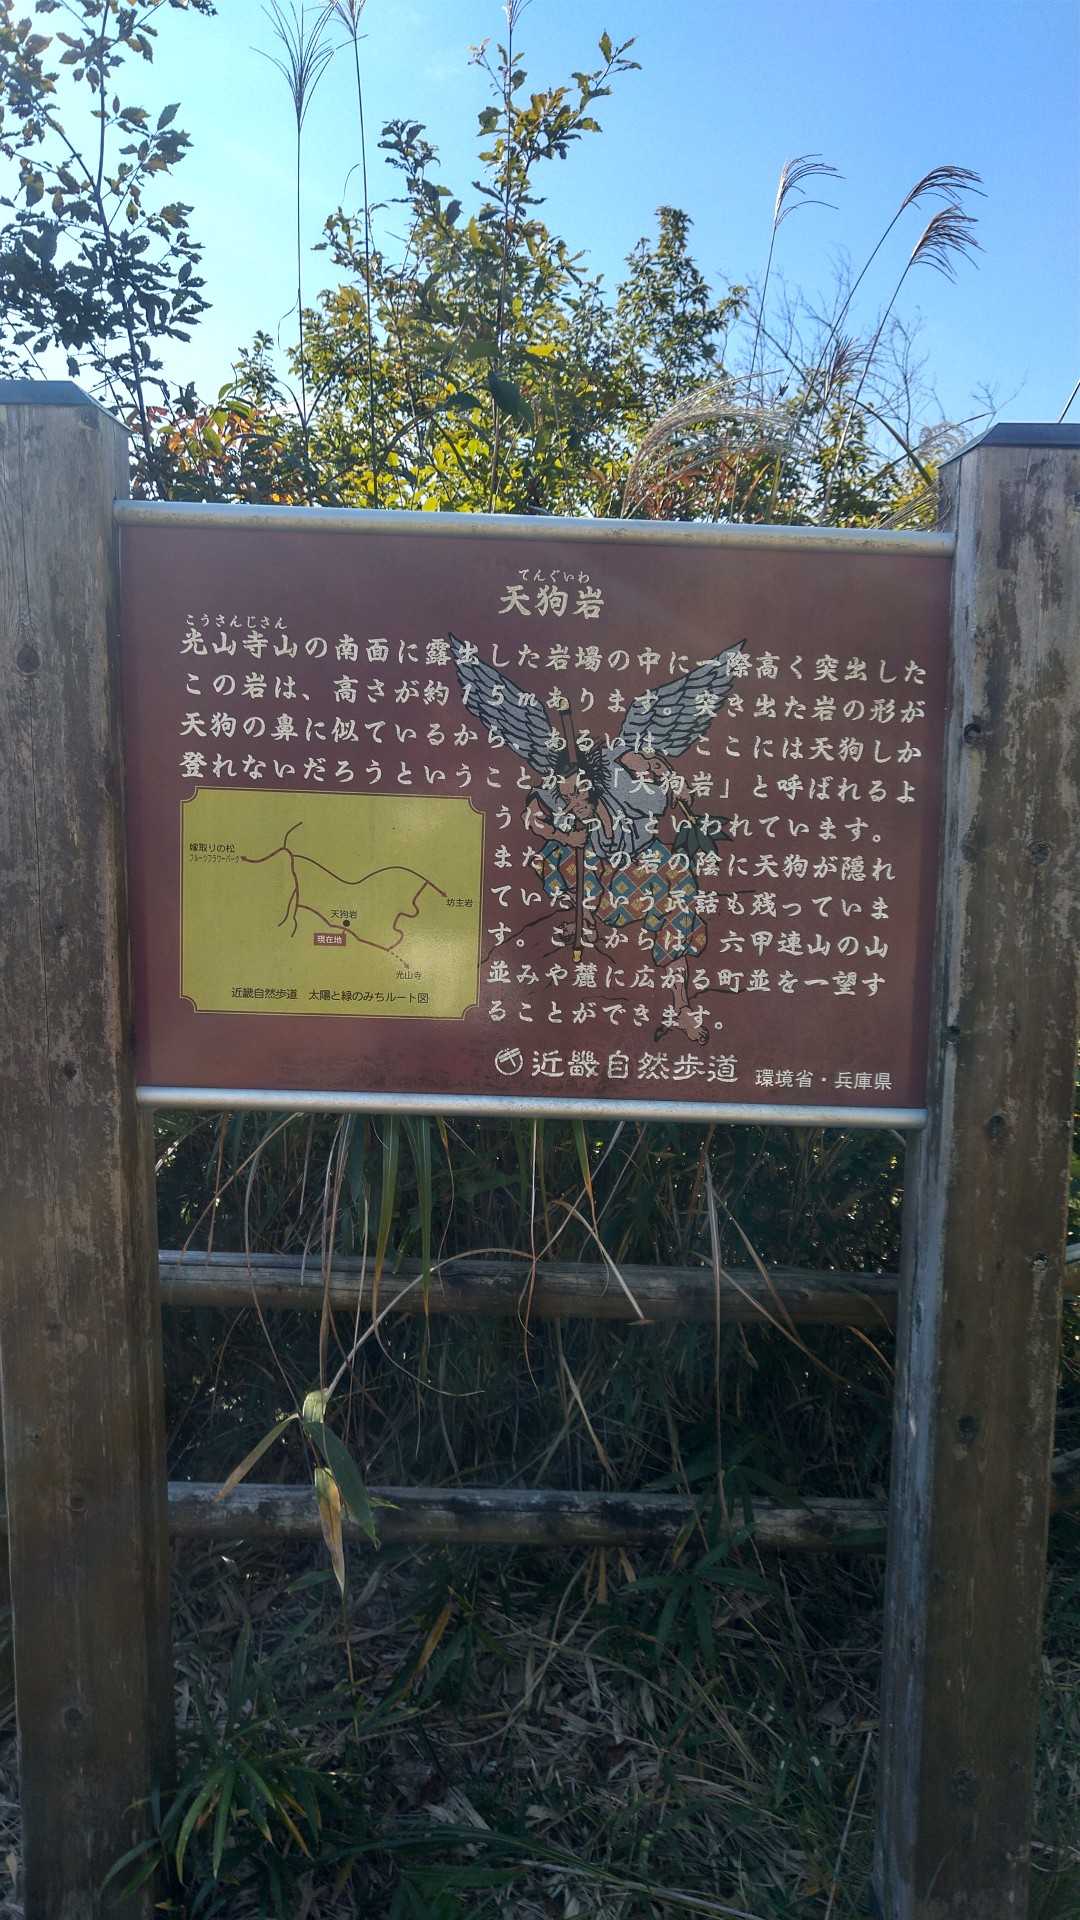 てんぐいわ
天狗岩
こうさんじさん
光山寺山の南面に露出した岩場の中に一際高く突出した
この岩は、高さが約15mあります。突き出た岩の形が
天狗の鼻に似ているから、あるいは、ここには天狗しか
登れないだろうということから「天狗岩」と呼ばれるよ
うになったといわれています。
また、この岩の陰に天狗が隠れ
ていたという民話も残っていま
す。ここからは、六甲連山の山
並みや麓に広がる町並を一望す
ることができます。
嫁取りの松
フルーツフラワーパーク
坊主岩
天狗岩
現在地
光山寺
近畿自然歩道 太陽と緑のみちルート図
近畿自然歩道 環境省・兵庫県